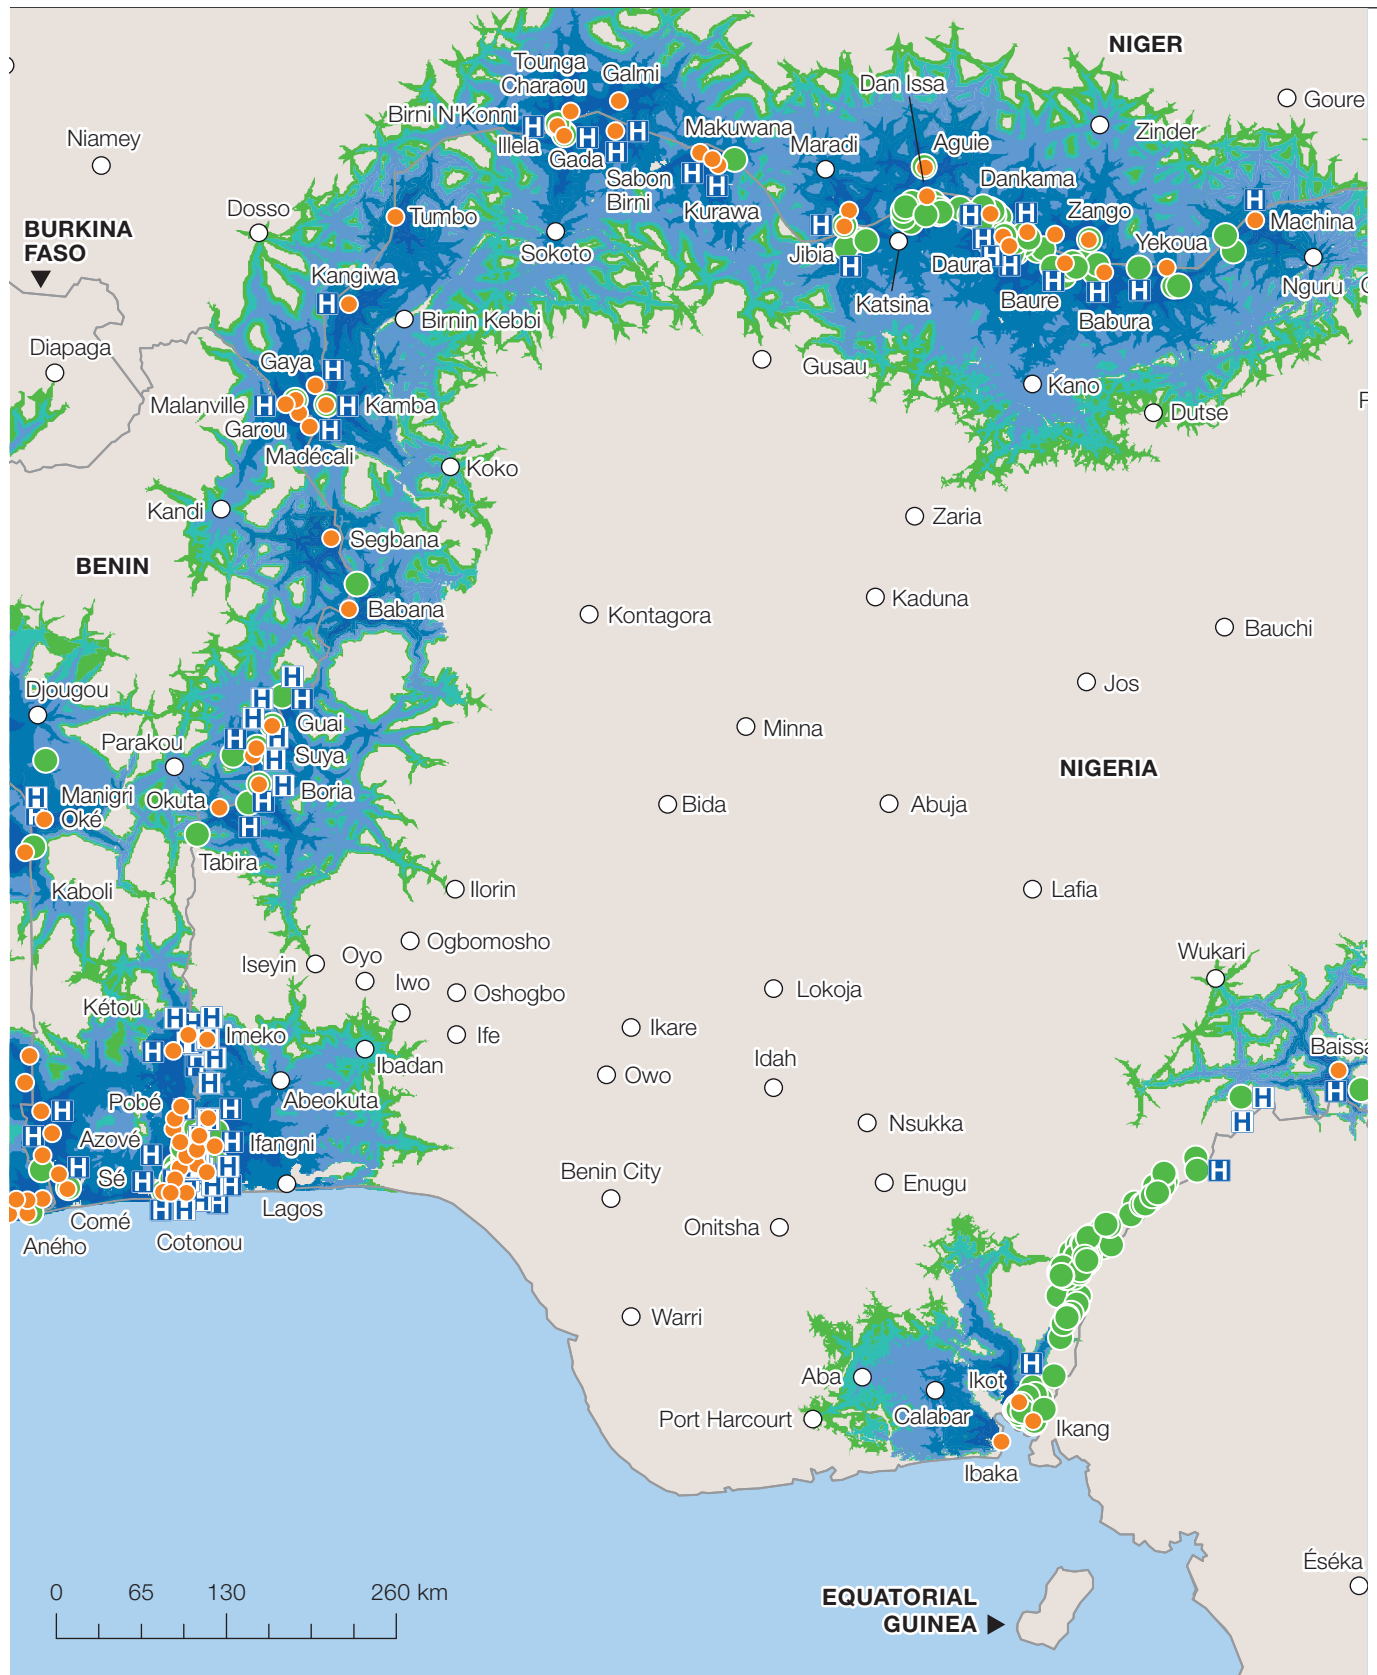 NIGER
Tounga
Charaou
Galmi
Dan Issa
Goure
Birni N'Konni
Niamey
Makuwana
Maradi
Zinder
Illela
H
H
H
Gada
H
Aguie
Sabon
Birni
H
H
Kurawa
Dankama
Dosso
Tumbo
H
H
H
Zango
Machina
BURKINA
FASO
Sokoto
H
Jibia
H
H
Yekoua
H
H
Daura
Kangiwa
H
Katsina
H
Baure
H
H
Nguru
Birnin Kebbi
Babura
Diapaga
Gaya
H
Gusau
Kano
Malanville
H
H
Kamba
Dutse
Garou
H
Madécali
Koko
Kandi
Zaria
Segbana
BENIN
Kaduna
Babana
Kontagora
Bauchi
H
Djougou
H
H
Jos
H
Guai
Minna
Parakou
H
H
Suya
H
NIGERIA
H
Manigri
Oké
H
Okuta
H
H
Boria
Bida
Abuja
H
Tabira
Kaboli
Ilorin
Lafia
Ogbomosho
Iseyin
Oyo
Wukari
Iwo
Oshogbo
Lokoja
Kétou
H
H
H
Imeko
Ife
Ikare
H
H
H
Ibadan
Idah
Baissa
H
Abeokuta
Owo
Pobé
H
H
H
H
H
Azové
H
H
Ifangni
Nsukka
H
H
H
H
Sé
H
H
H
Benin City
Enugu
H
H
H
H
H
Lagos
Comé
Onitsha
Aného
Cotonou
Warri
H
Aba
Ikot
Port Harcourt
Calabar
Ikang
Ibaka
Éséka
0 65 130 260 km
EQUATORIAL
GUINEA